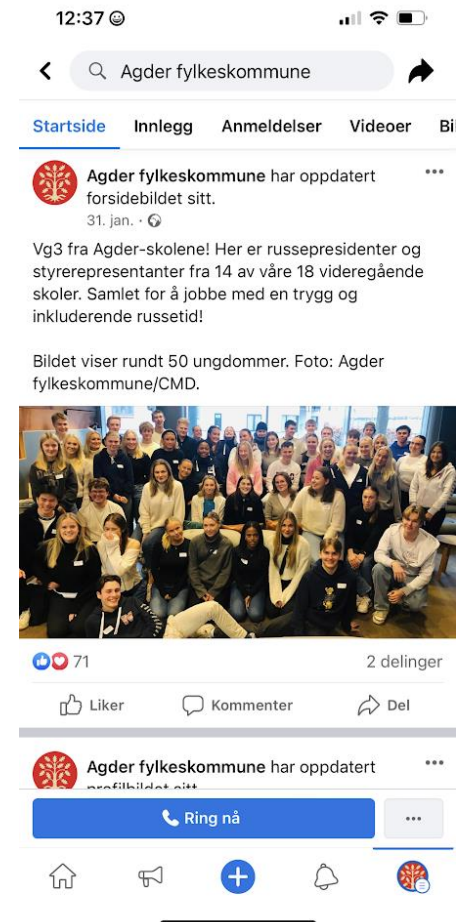 12:37
Agder fylkeskommune
Startside Innlegg Anmeldelser Videoer Bi
Agder fylkeskommune har oppdatert
forsidebildet sitt.
31. jan. ·
Vg3 fra Agder-skolene! Her er russepresidenter og
styrerepresentanter fra 14 av våre 18 videregående
skoler. Samlet for å jobbe med en trygg og
inkluderende russetid!
Bildet viser rundt 50 ungdommer. Foto: Agder
fylkeskommune/CMD.
71 2 delinger
Liker Kommenter Del
Agder fylkeskommune har oppdatert
profilbildet sitt
Ring nå